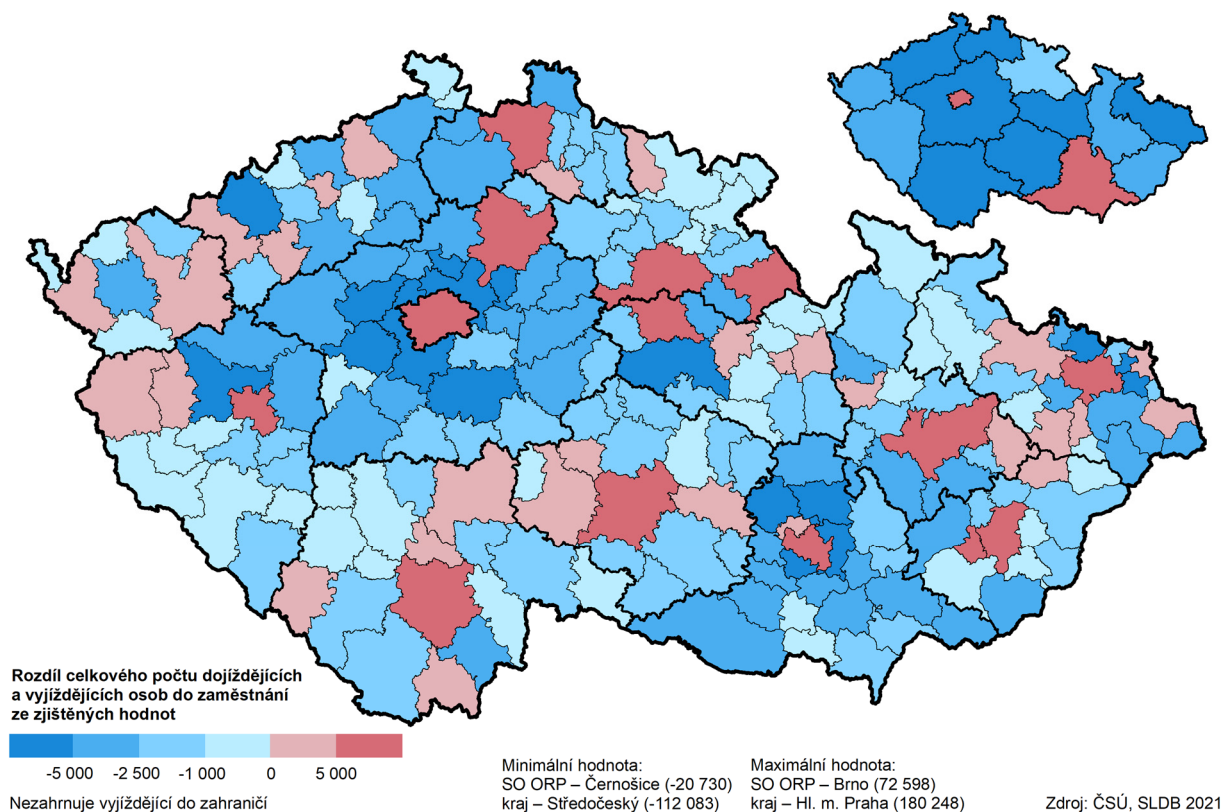 Rozdíl celkového počtu dojíždějících
a vyjíždějících osob do zaměstnání
ze zjištěných hodnot
-5 000 -2 500 -1 000 0 5 000
Nezahrnuje vyjíždějící do zahraničí
Minimální hodnota:
SO ORP – Černošice (-20 730)
kraj – Středočeský (-112 083)
Maximální hodnota:
SO ORP – Brno (72 598)
kraj – Hl. m. Praha (180 248)
Zdroj: ČSÚ, SLDB 2021